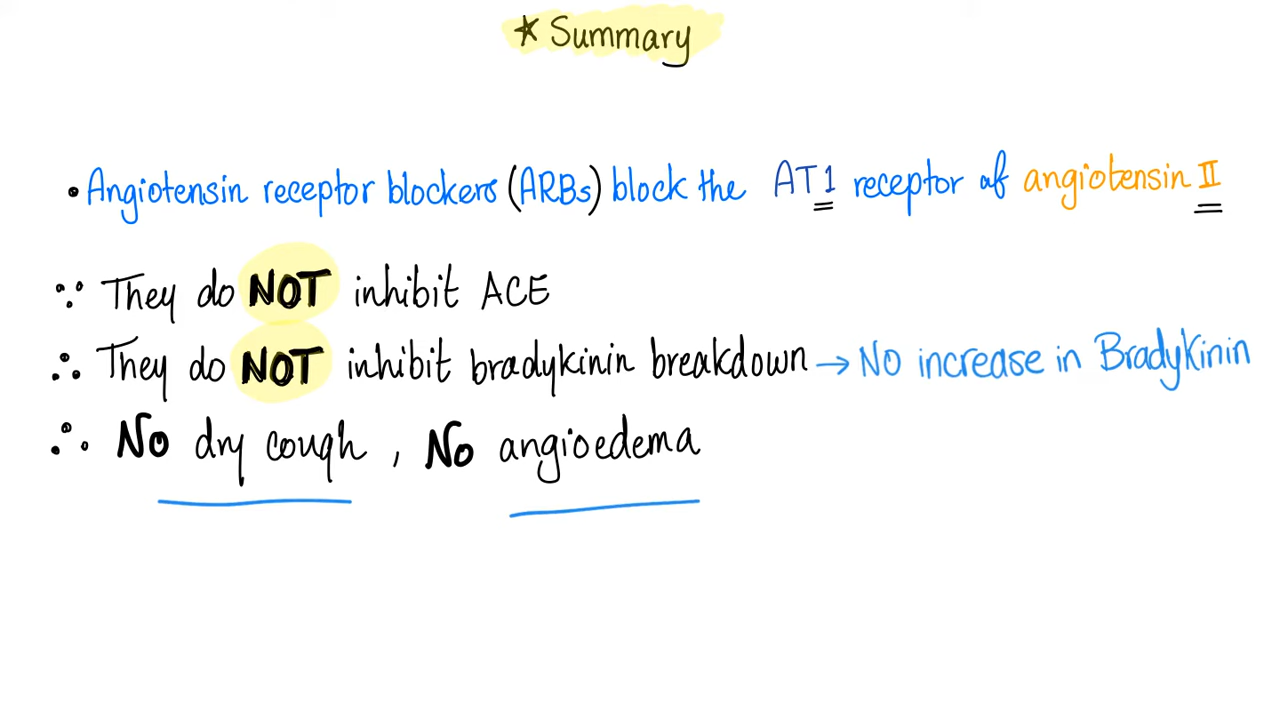 ★ Summary
• Angiotensin receptor blockers (ARBs) block the AT1 receptor of angiotensin II
∵ They do NOT inhibit ACE
∴ They do NOT inhibit bradykinin breakdown → No increase in Bradykinin
∴ No dry cough, No angioedema